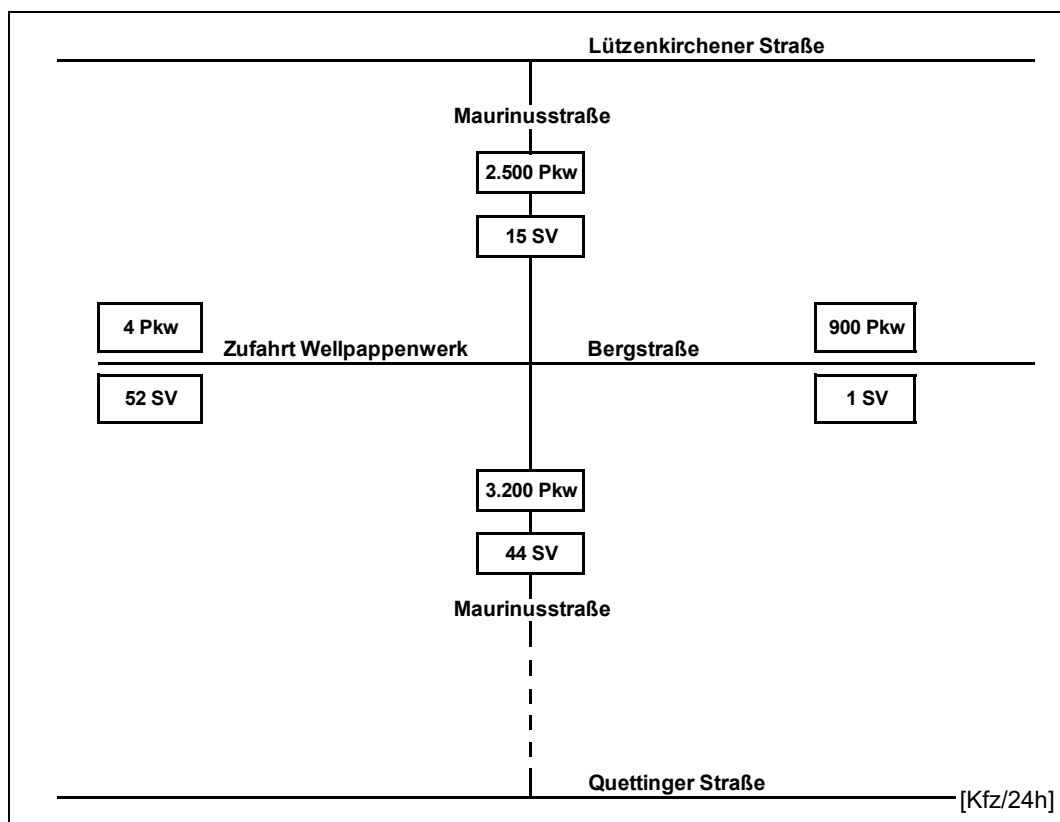 Lützenkirchener Straße
Maurinusstraße
2.500 Pkw
15 SV
4 Pkw
900 Pkw
Zufahrt Wellpappenwerk
Bergstraße
52 SV
1 SV
3.200 Pkw
44 SV
Maurinusstraße
Quettinger Straße
[Kfz/24h]